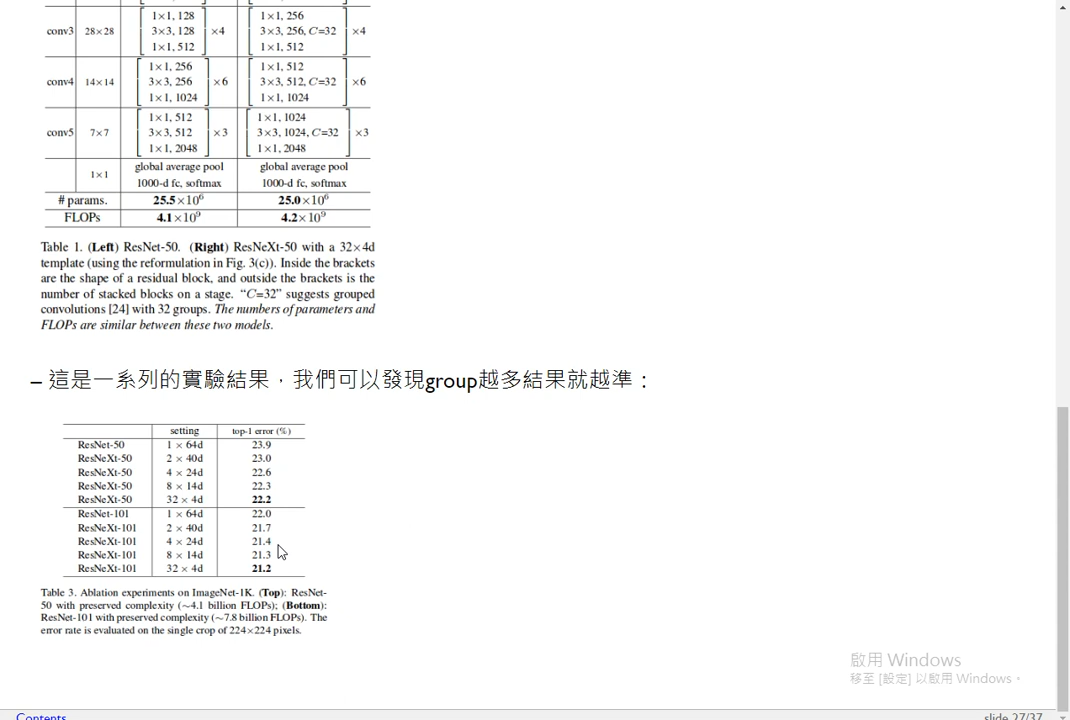 conv3 28×28 [1×1, 128 3×3, 128 1×1, 512] ×4 [1×1, 256 3×3, 256, C=32 1×1, 512] ×4
conv4 14×14 [1×1, 256 3×3, 256 1×1, 1024] ×6 [1×1, 512 3×3, 512, C=32 1×1, 1024] ×6
conv5 7×7 [1×1, 512 3×3, 512 1×1, 2048] ×3 [1×1, 1024 3×3, 1024, C=32 1×1, 2048] ×3
1×1 global average pool 1000-d fc, softmax global average pool 1000-d fc, softmax
# params. 25.5×10⁶ 25.0×10⁶
FLOPs 4.1×10⁹ 4.2×10⁹
Table 1. (Left) ResNet-50. (Right) ResNeXt-50 with a 32×4d
template (using the reformulation in Fig. 3(c)). Inside the brackets
are the shape of a residual block, and outside the brackets is the
number of stacked blocks on a stage. “C=32” suggests grouped
convolutions [24] with 32 groups. The numbers of parameters and
FLOPs are similar between these two models.
– 這是一系列的實驗結果，我們可以發現group越多結果就越準：
setting top-1 error (%)
ResNet-50 1 × 64d 23.9
ResNeXt-50 2 × 40d 23.0
ResNeXt-50 4 × 24d 22.6
ResNeXt-50 8 × 14d 22.3
ResNeXt-50 32 × 4d 22.2
ResNet-101 1 × 64d 22.0
ResNeXt-101 2 × 40d 21.7
ResNeXt-101 4 × 24d 21.4
ResNeXt-101 8 × 14d 21.3
ResNeXt-101 32 × 4d 21.2
Table 3. Ablation experiments on ImageNet-1K. (Top): ResNet-
50 with preserved complexity (~4.1 billion FLOPs); (Bottom):
ResNet-101 with preserved complexity (~7.8 billion FLOPs). The
error rate is evaluated on the single crop of 224×224 pixels.
啟用 Windows
移至 [設定] 以啟用 Windows。
Contents
slide 27/37